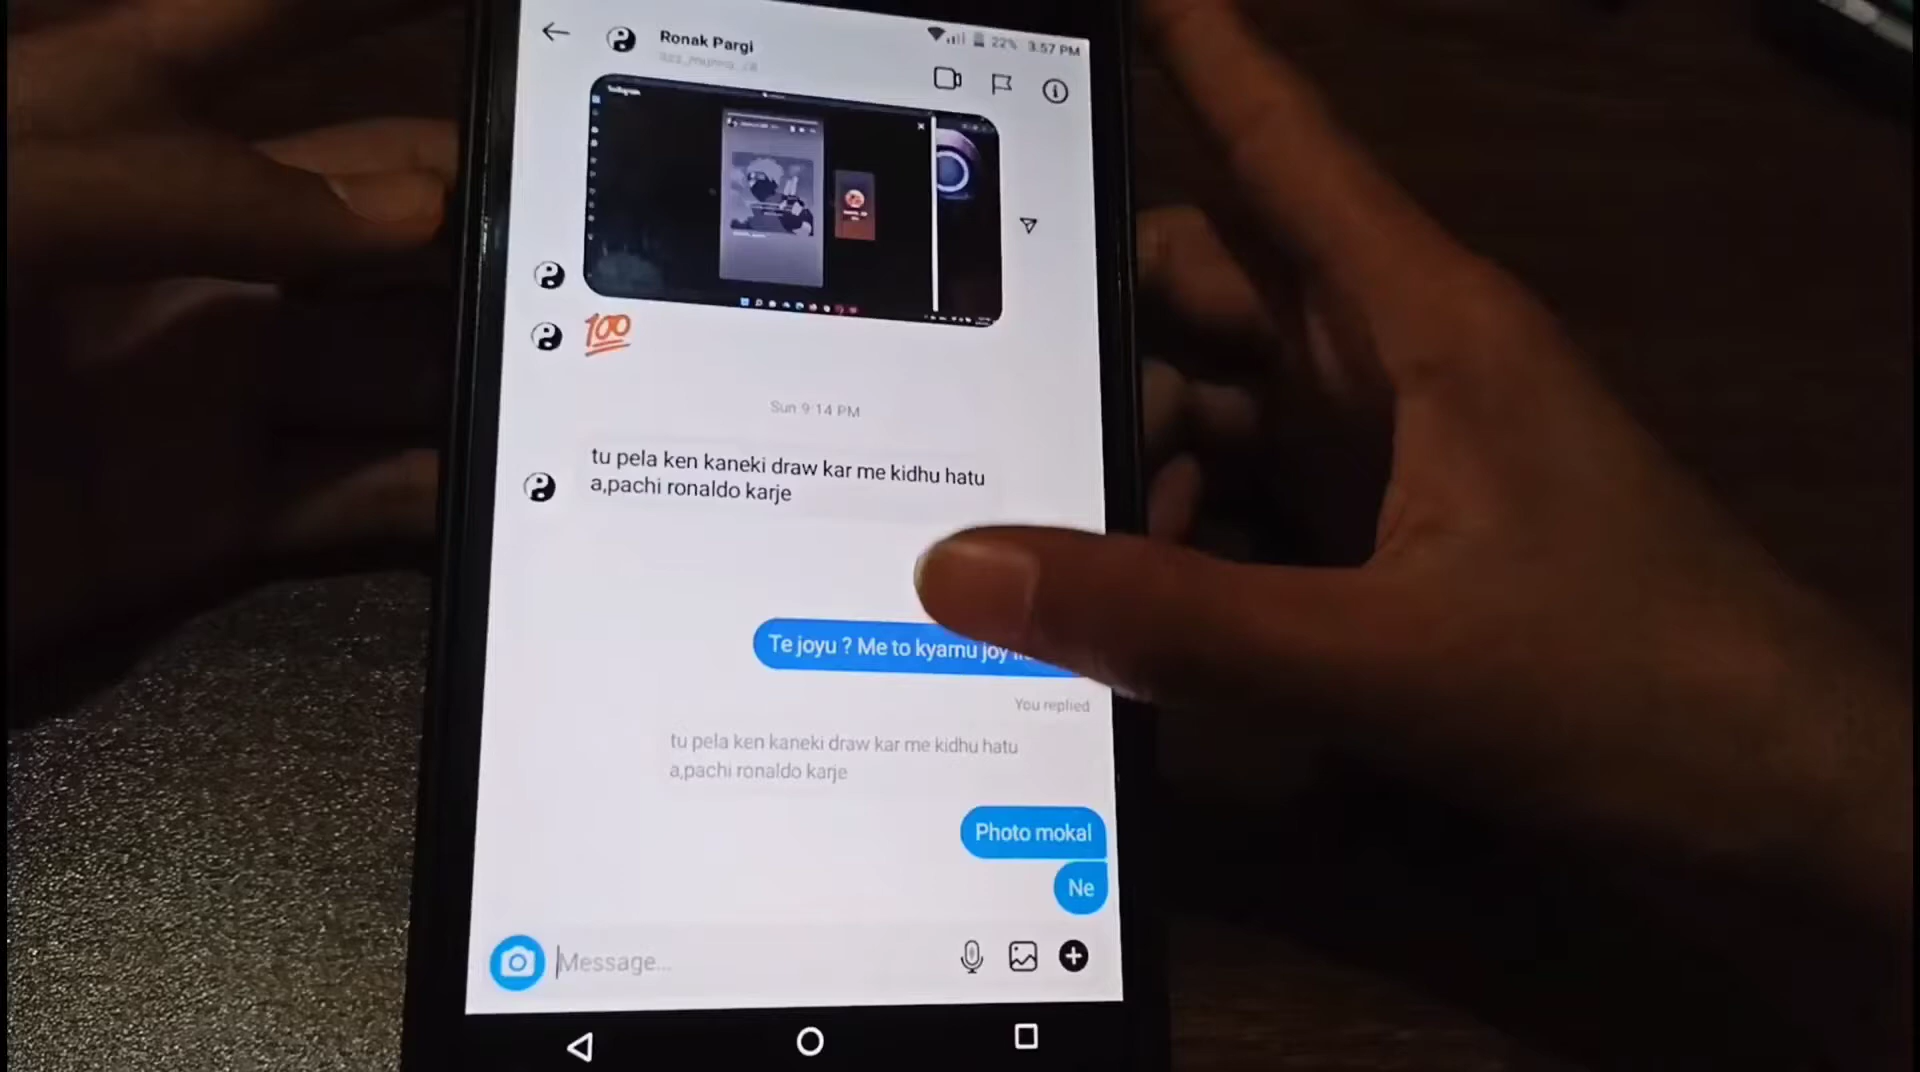 Ronak Pargi
22% 3:57 PM
Instagram
Sun 9:14 PM
tu pela ken kaneki draw kar me kidhu hatu
a,pachi ronaldo karje
Te joyu ? Me to kyamu joy
You replied
tu pela ken kaneki draw kar me kidhu hatu
a,pachi ronaldo karje
Photo mokal
Ne
Message...